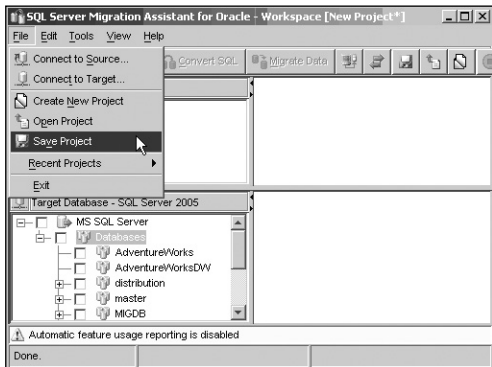 SQL Server Migration Assistant for Oracle - Workspace [New Project*]
File Edit Tools View Help
Connect to Source...
Convert SQL Migrate Data
Connect to Target...
Create New Project
Open Project
Save Project
Recent Projects
Exit
Target Database - SQL Server 2005
MS SQL Server
Databases
AdventureWorks
AdventureWorksDW
distribution
master
MIGDB
Automatic feature usage reporting is disabled
Done.